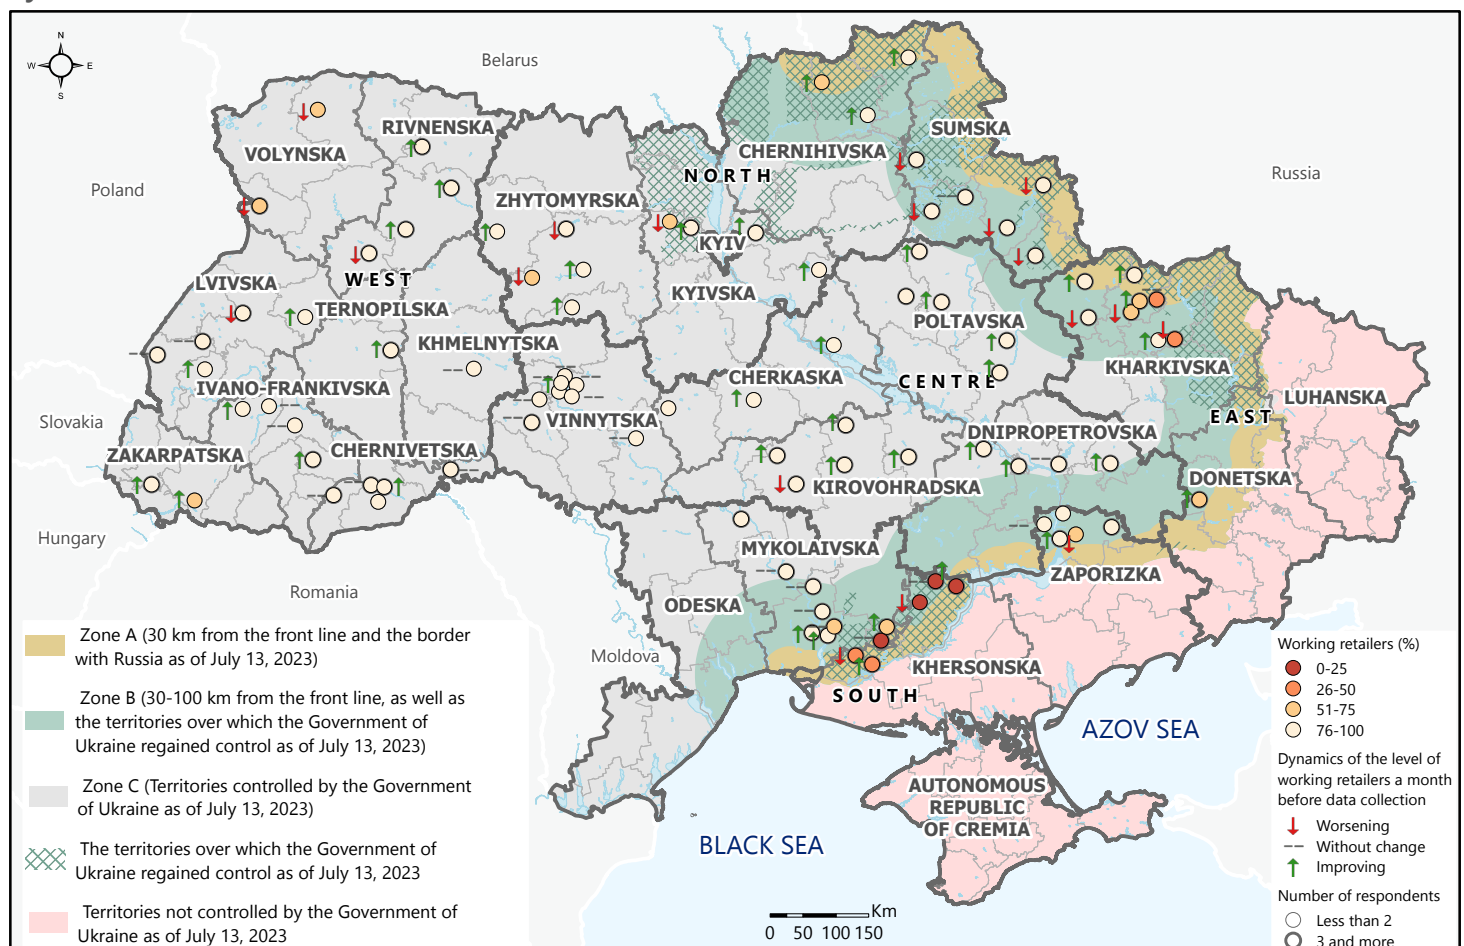 N
W
E
S
Belarus
Poland
Russia
Slovakia
Hungary
Romania
Moldova
VOLYNSKA
RIVNENSKA
ZHYTOMYRSKA
CHERNIHIVSKA
SUMSKA
NORTH
KYIV
KYIVSKA
LVIVSKA
WEST
TERNOPILSKA
KHMELNYTSKA
POLTAVSKA
KHARKIVSKA
IVANO-FRANKIVSKA
CHERKASKA
CENTRE
LUHANSKA
EAST
VINNYTSKA
DNIPROPETROVSKA
ZAKARPATSKA
CHERNIVETSKA
KIROVOHRADSKA
DONETSKA
MYKOLAIVSKA
ZAPORIZKA
ODESKA
KHERSONSKA
SOUTH
AZOV SEA
AUTONOMOUS
REPUBLIC
OF CREMIA
BLACK SEA
Km
0 50 100 150
Zone A (30 km from the front line and the border
with Russia as of July 13, 2023)
Zone B (30-100 km from the front line, as well as
the territories over which the Government of
Ukraine regained control as of July 13, 2023)
Zone C (Territories controlled by the Government
of Ukraine as of July 13, 2023)
The territories over which the Government of
Ukraine regained control as of July 13, 2023
Territories not controlled by the Government of
Ukraine as of July 13, 2023
Working retailers (%)
0-25
26-50
51-75
76-100
Dynamics of the level of
working retailers a month
before data collection
Worsening
Without change
Improving
Number of respondents
Less than 2
3 and more